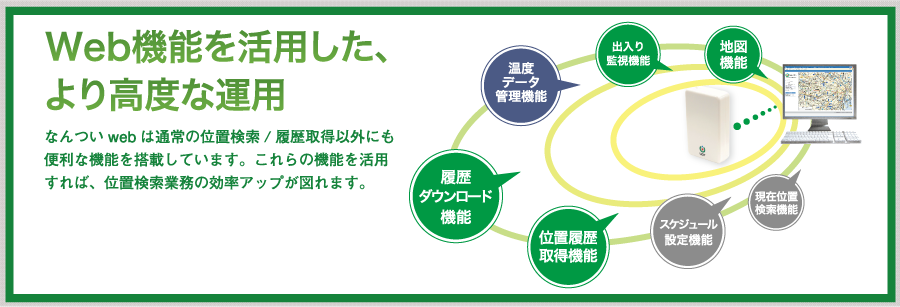 Web機能を活用した、
より高度な運用
なんつい web は通常の位置検索 / 履歴取得以外にも
便利な機能を搭載しています。これらの機能を活用
すれば、位置検索業務の効率アップが図れます。
温度
データ
管理機能
出入り
監視機能
地図
機能
履歴
ダウンロード
機能
位置履歴
取得機能
スケジュール
設定機能
現在位置
検索機能